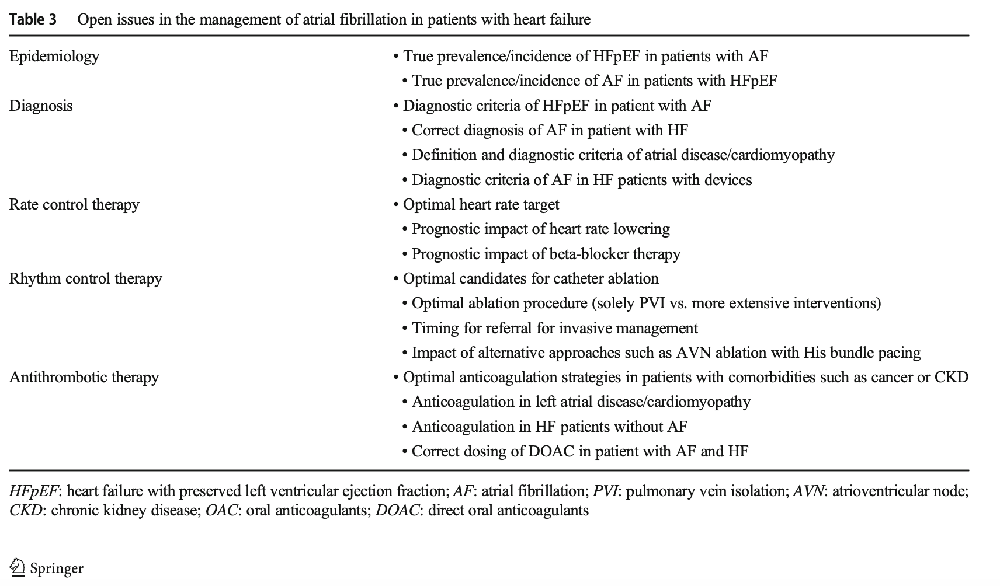 Table 3 Open issues in the management of atrial fibrillation in patients with heart failure
Epidemiology • True prevalence/incidence of HFpEF in patients with AF
• True prevalence/incidence of AF in patients with HFpEF
Diagnosis • Diagnostic criteria of HFpEF in patient with AF
• Correct diagnosis of AF in patient with HF
• Definition and diagnostic criteria of atrial disease/cardiomyopathy
• Diagnostic criteria of AF in HF patients with devices
Rate control therapy • Optimal heart rate target
• Prognostic impact of heart rate lowering
• Prognostic impact of beta-blocker therapy
Rhythm control therapy • Optimal candidates for catheter ablation
• Optimal ablation procedure (solely PVI vs. more extensive interventions)
• Timing for referral for invasive management
• Impact of alternative approaches such as AVN ablation with His bundle pacing
Antithrombotic therapy • Optimal anticoagulation strategies in patients with comorbidities such as cancer or CKD
• Anticoagulation in left atrial disease/cardiomyopathy
• Anticoagulation in HF patients without AF
• Correct dosing of DOAC in patient with AF and HF
HFpEF: heart failure with preserved left ventricular ejection fraction; AF: atrial fibrillation; PVI: pulmonary vein isolation; AVN: atrioventricular node;
CKD: chronic kidney disease; OAC: oral anticoagulants; DOAC: direct oral anticoagulants
Springer